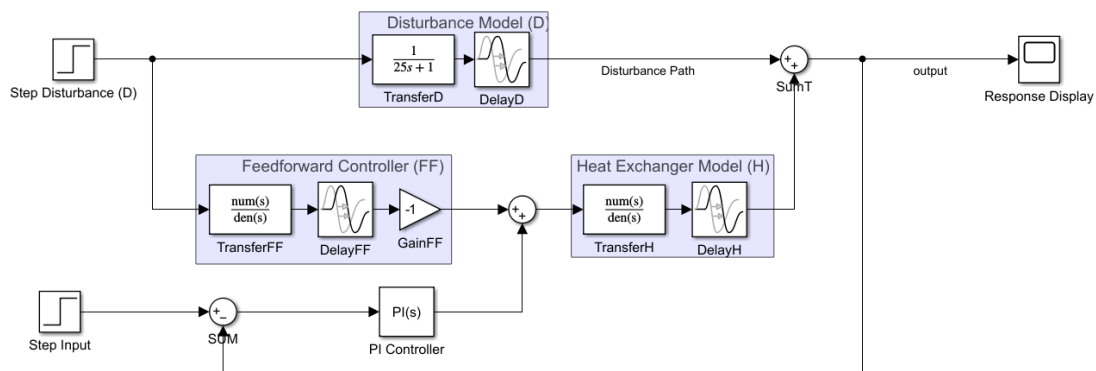 Disturbance Model (D)
1
25s + 1
TransferD
DelayD
Step Disturbance (D)
Disturbance Path
+
+
SumT
output
Response Display
Feedforward Controller (FF)
num(s)
den(s)
TransferFF
DelayFF
-1
GainFF
+
+
Heat Exchanger Model (H)
num(s)
den(s)
TransferH
DelayH
Step Input
+
−
SUM
PI(s)
PI Controller